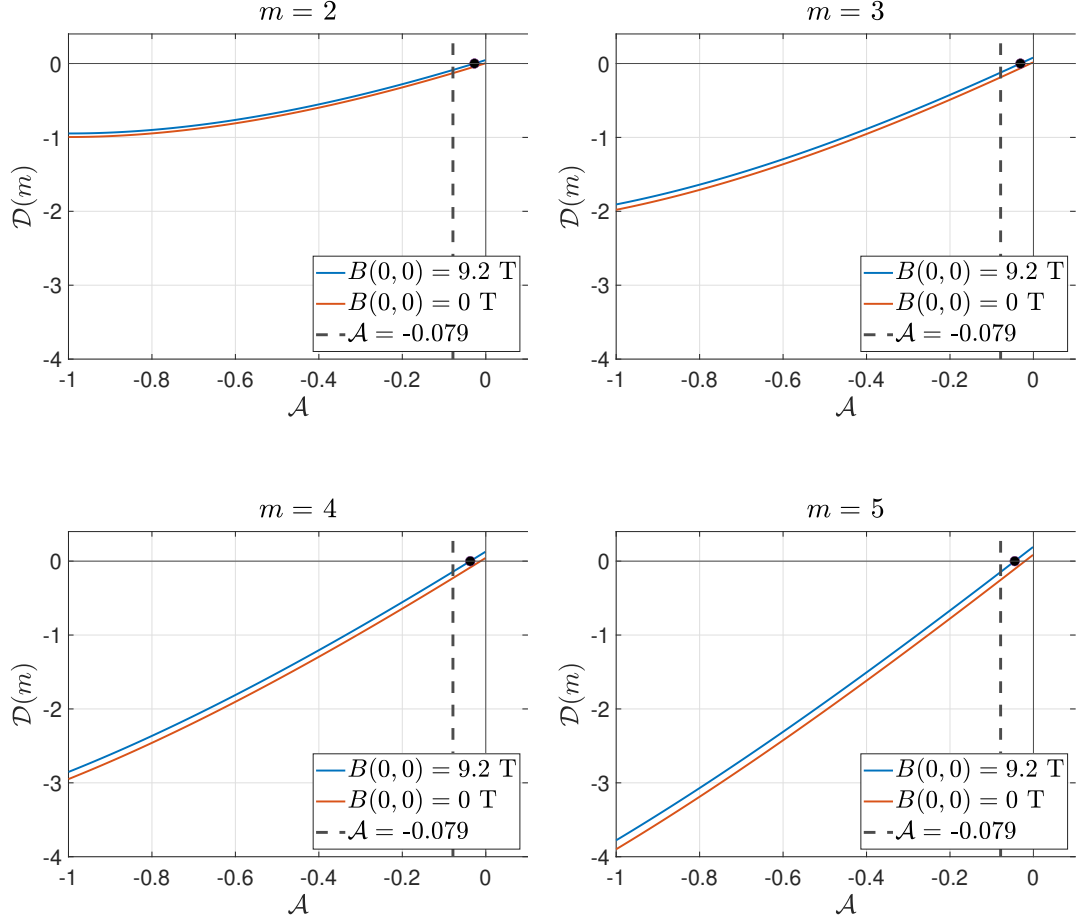 m = 2
0
-1
-2
-3
-4
𝒟(m)
B(0, 0) = 9.2 T
B(0, 0) = 0 T
𝒜 = -0.079
-1 -0.8 -0.6 -0.4 -0.2 0
𝒜
m = 3
0
-1
-2
-3
-4
𝒟(m)
B(0, 0) = 9.2 T
B(0, 0) = 0 T
𝒜 = -0.079
-1 -0.8 -0.6 -0.4 -0.2 0
𝒜
m = 4
0
-1
-2
-3
-4
𝒟(m)
B(0, 0) = 9.2 T
B(0, 0) = 0 T
𝒜 = -0.079
-1 -0.8 -0.6 -0.4 -0.2 0
𝒜
m = 5
0
-1
-2
-3
-4
𝒟(m)
B(0, 0) = 9.2 T
B(0, 0) = 0 T
𝒜 = -0.079
-1 -0.8 -0.6 -0.4 -0.2 0
𝒜